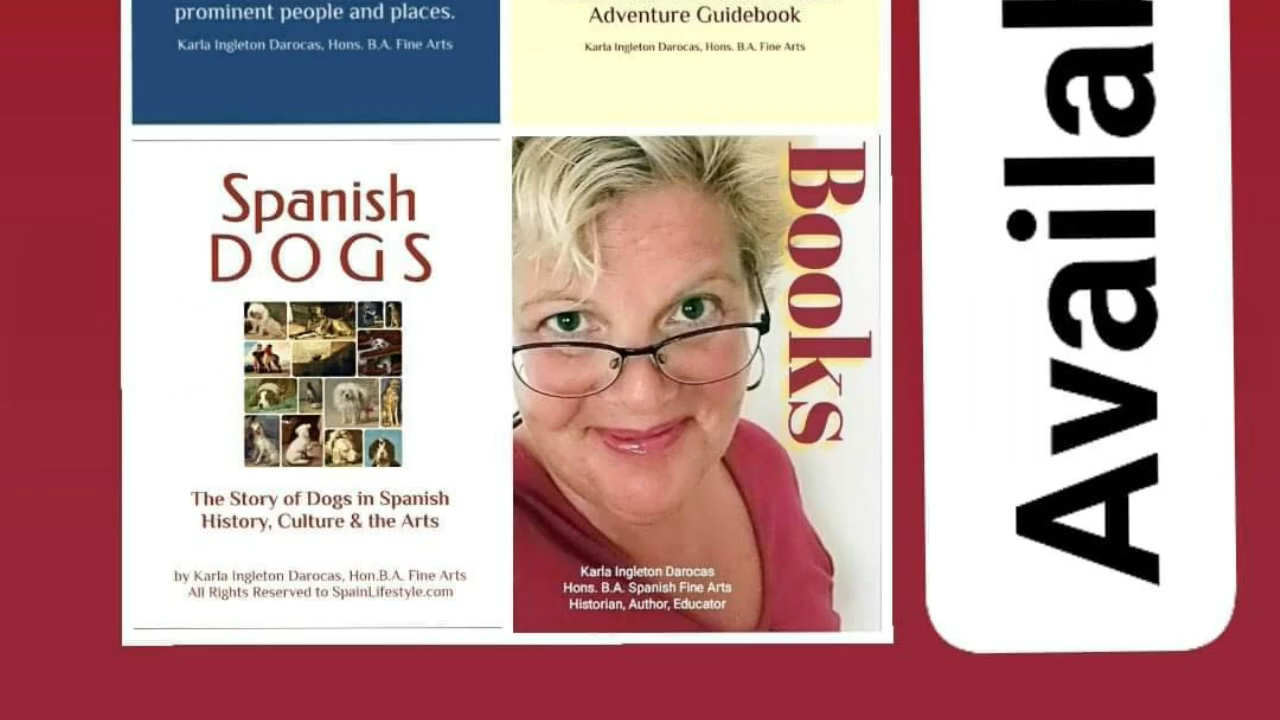 prominent people and places.
Karla Ingleton Darocas, Hons. B.A. Fine Arts
Adventure Guidebook
Karla Ingleton Darocas, Hons. B.A. Fine Arts
Spanish
DOGS
The Story of Dogs in Spanish
History, Culture & the Arts
by Karla Ingleton Darocas, Hon.B.A. Fine Arts
All Rights Reserved to SpainLifestyle.com
Books
Karla Ingleton Darocas
Hons. B.A. Spanish Fine Arts
Historian, Author, Educator